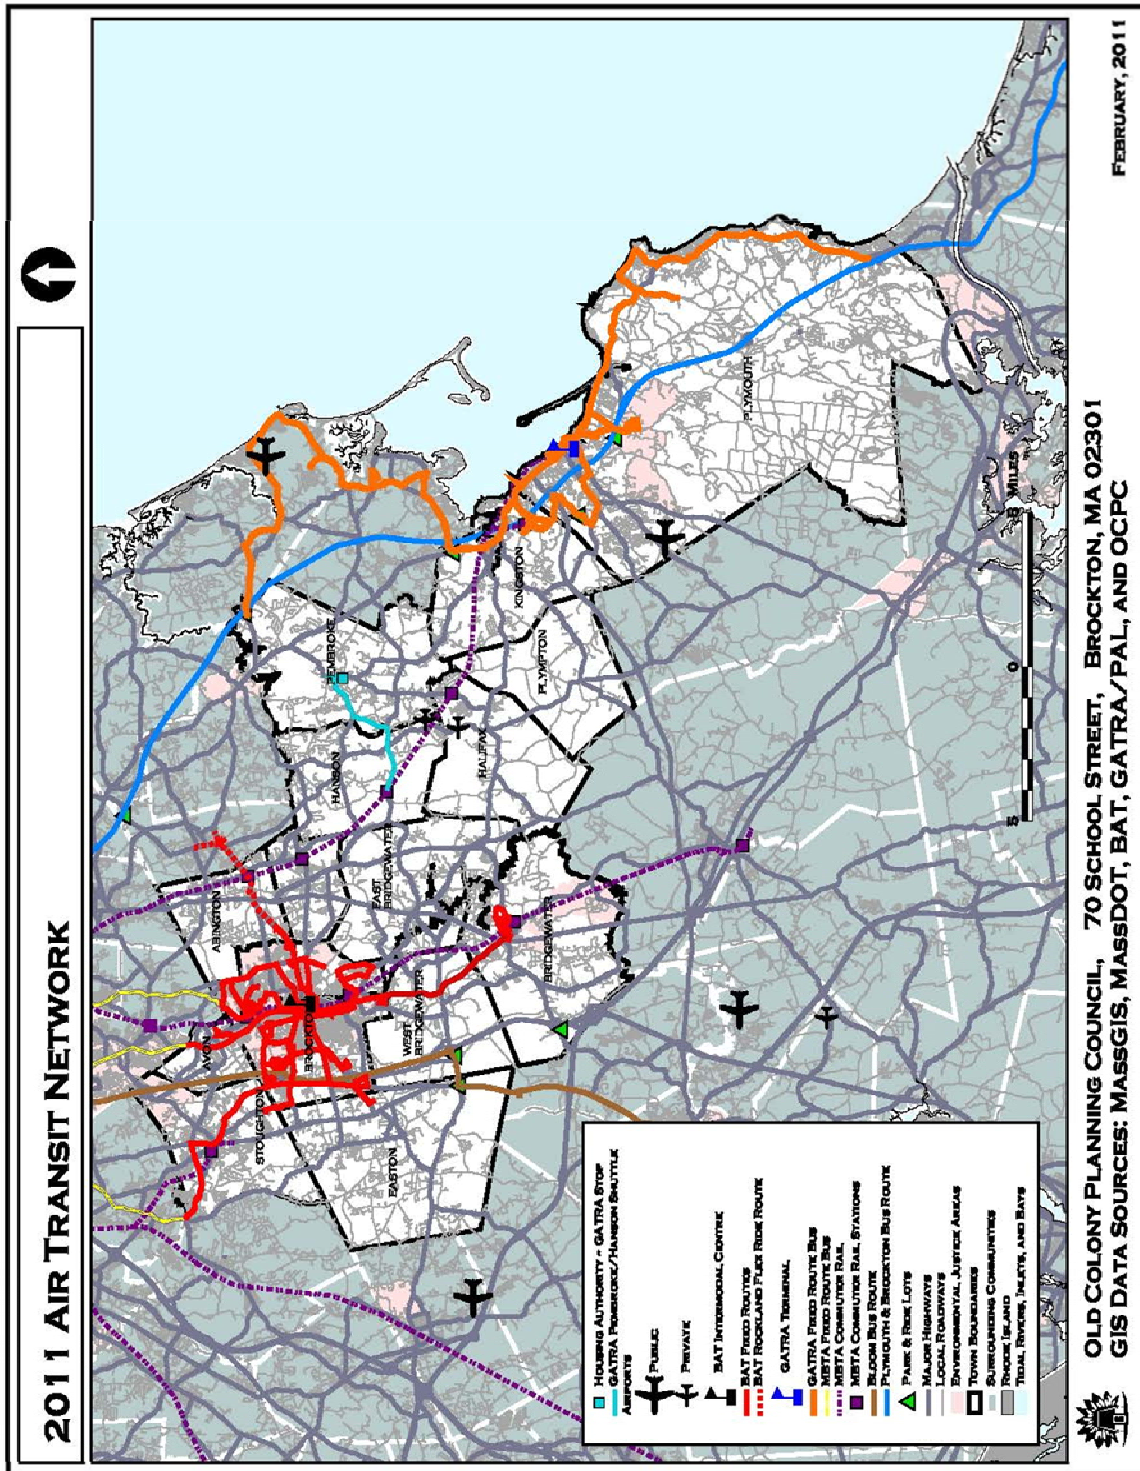 2011 AIR TRANSIT NETWORK
STOUGHTON
AVON
ABINGTON
BROCKTON
EASTON
WEST
BRIDGEWATER
EAST
BRIDGEWATER
HANSON
PEMBROKE
BRIDGEWATER
HALIFAX
PLYMPTON
KINGSTON
PLYMOUTH
HOUSING AUTHORITY - GATRA STOP
GATRA PEMBROKE/HANSON SHUTTLE
AIRPORTS
PUBLIC
PRIVATE
BAT INTERMODAL CENTRE
BAT FIXED ROUTES
BAT ROCKLAND FLEX RIDE ROUTE
GATRA TERMINAL
GATRA FIXED ROUTE BUS
MBTA FIXED ROUTE BUS
MBTA COMMUTER RAIL
MBTA COMMUTER RAIL STATIONS
BLOOM BUS ROUTE
PLYMOUTH & BROCKTON BUS ROUTE
PARK & RIDE LOTS
MAJOR HIGHWAYS
LOCAL ROADWAYS
ENVIRONMENTAL JUSTICE AREAS
TOWN BOUNDARIES
SURROUNDING COMMUNITIES
RHODE ISLAND
TIDAL RIVERS, INLETS, AND BAYS
5 0 5 MILES
OLD COLONY PLANNING COUNCIL, 70 SCHOOL STREET, BROCKTON, MA 02301
GIS DATA SOURCES: MASSGIS, MASSDOT, BAT, GATRA/PAL, AND OCPC
FEBRUARY, 2011